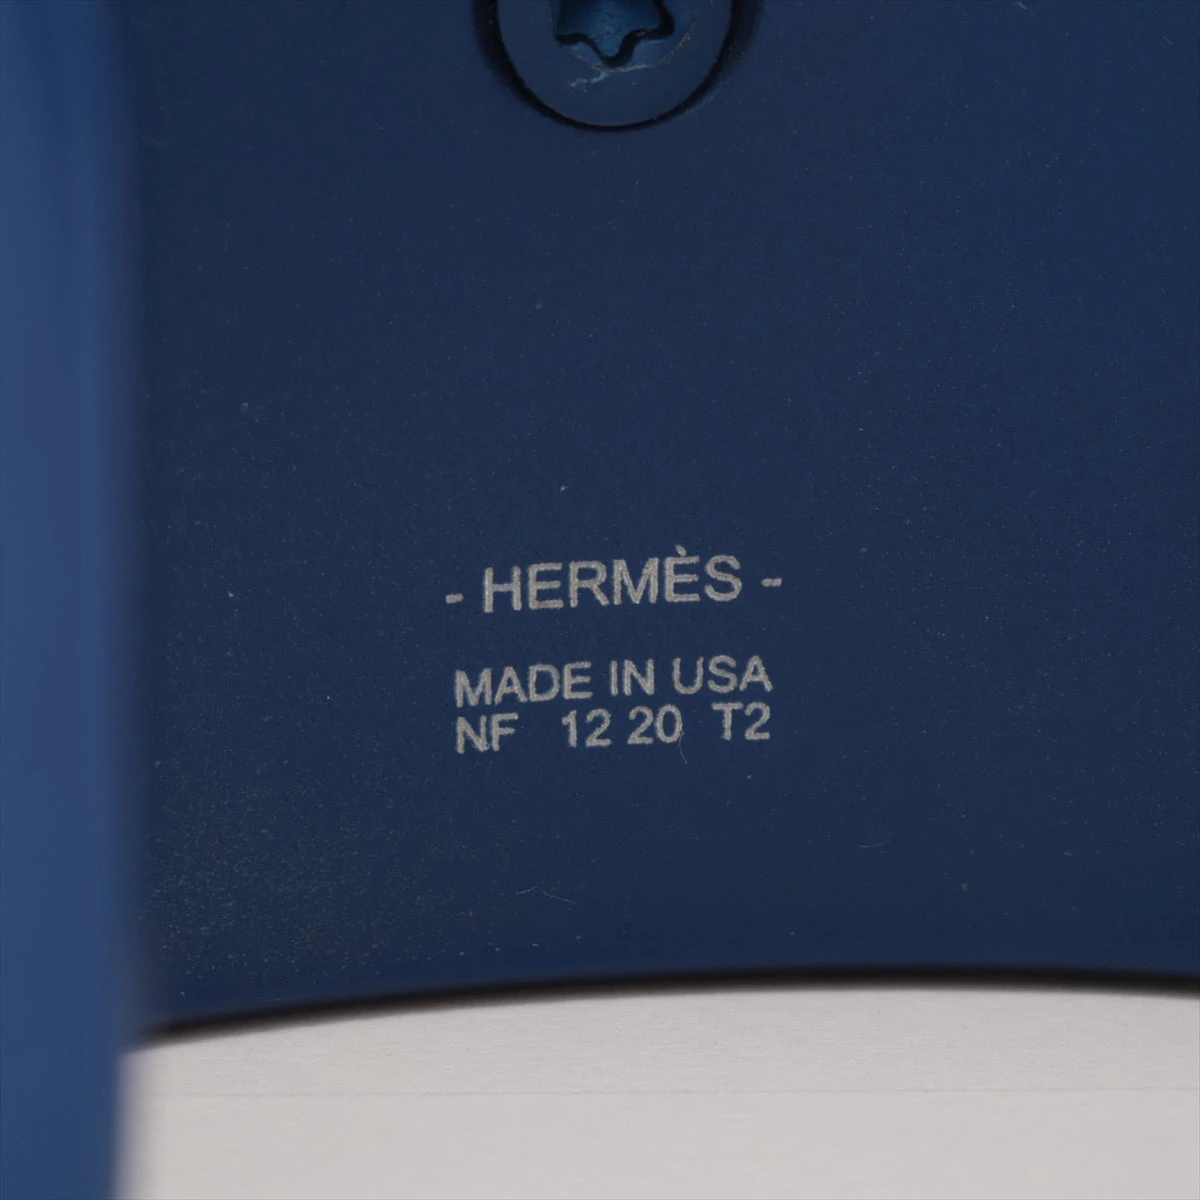 - HERMÈS -
MADE IN USA
NF 12 20 T2